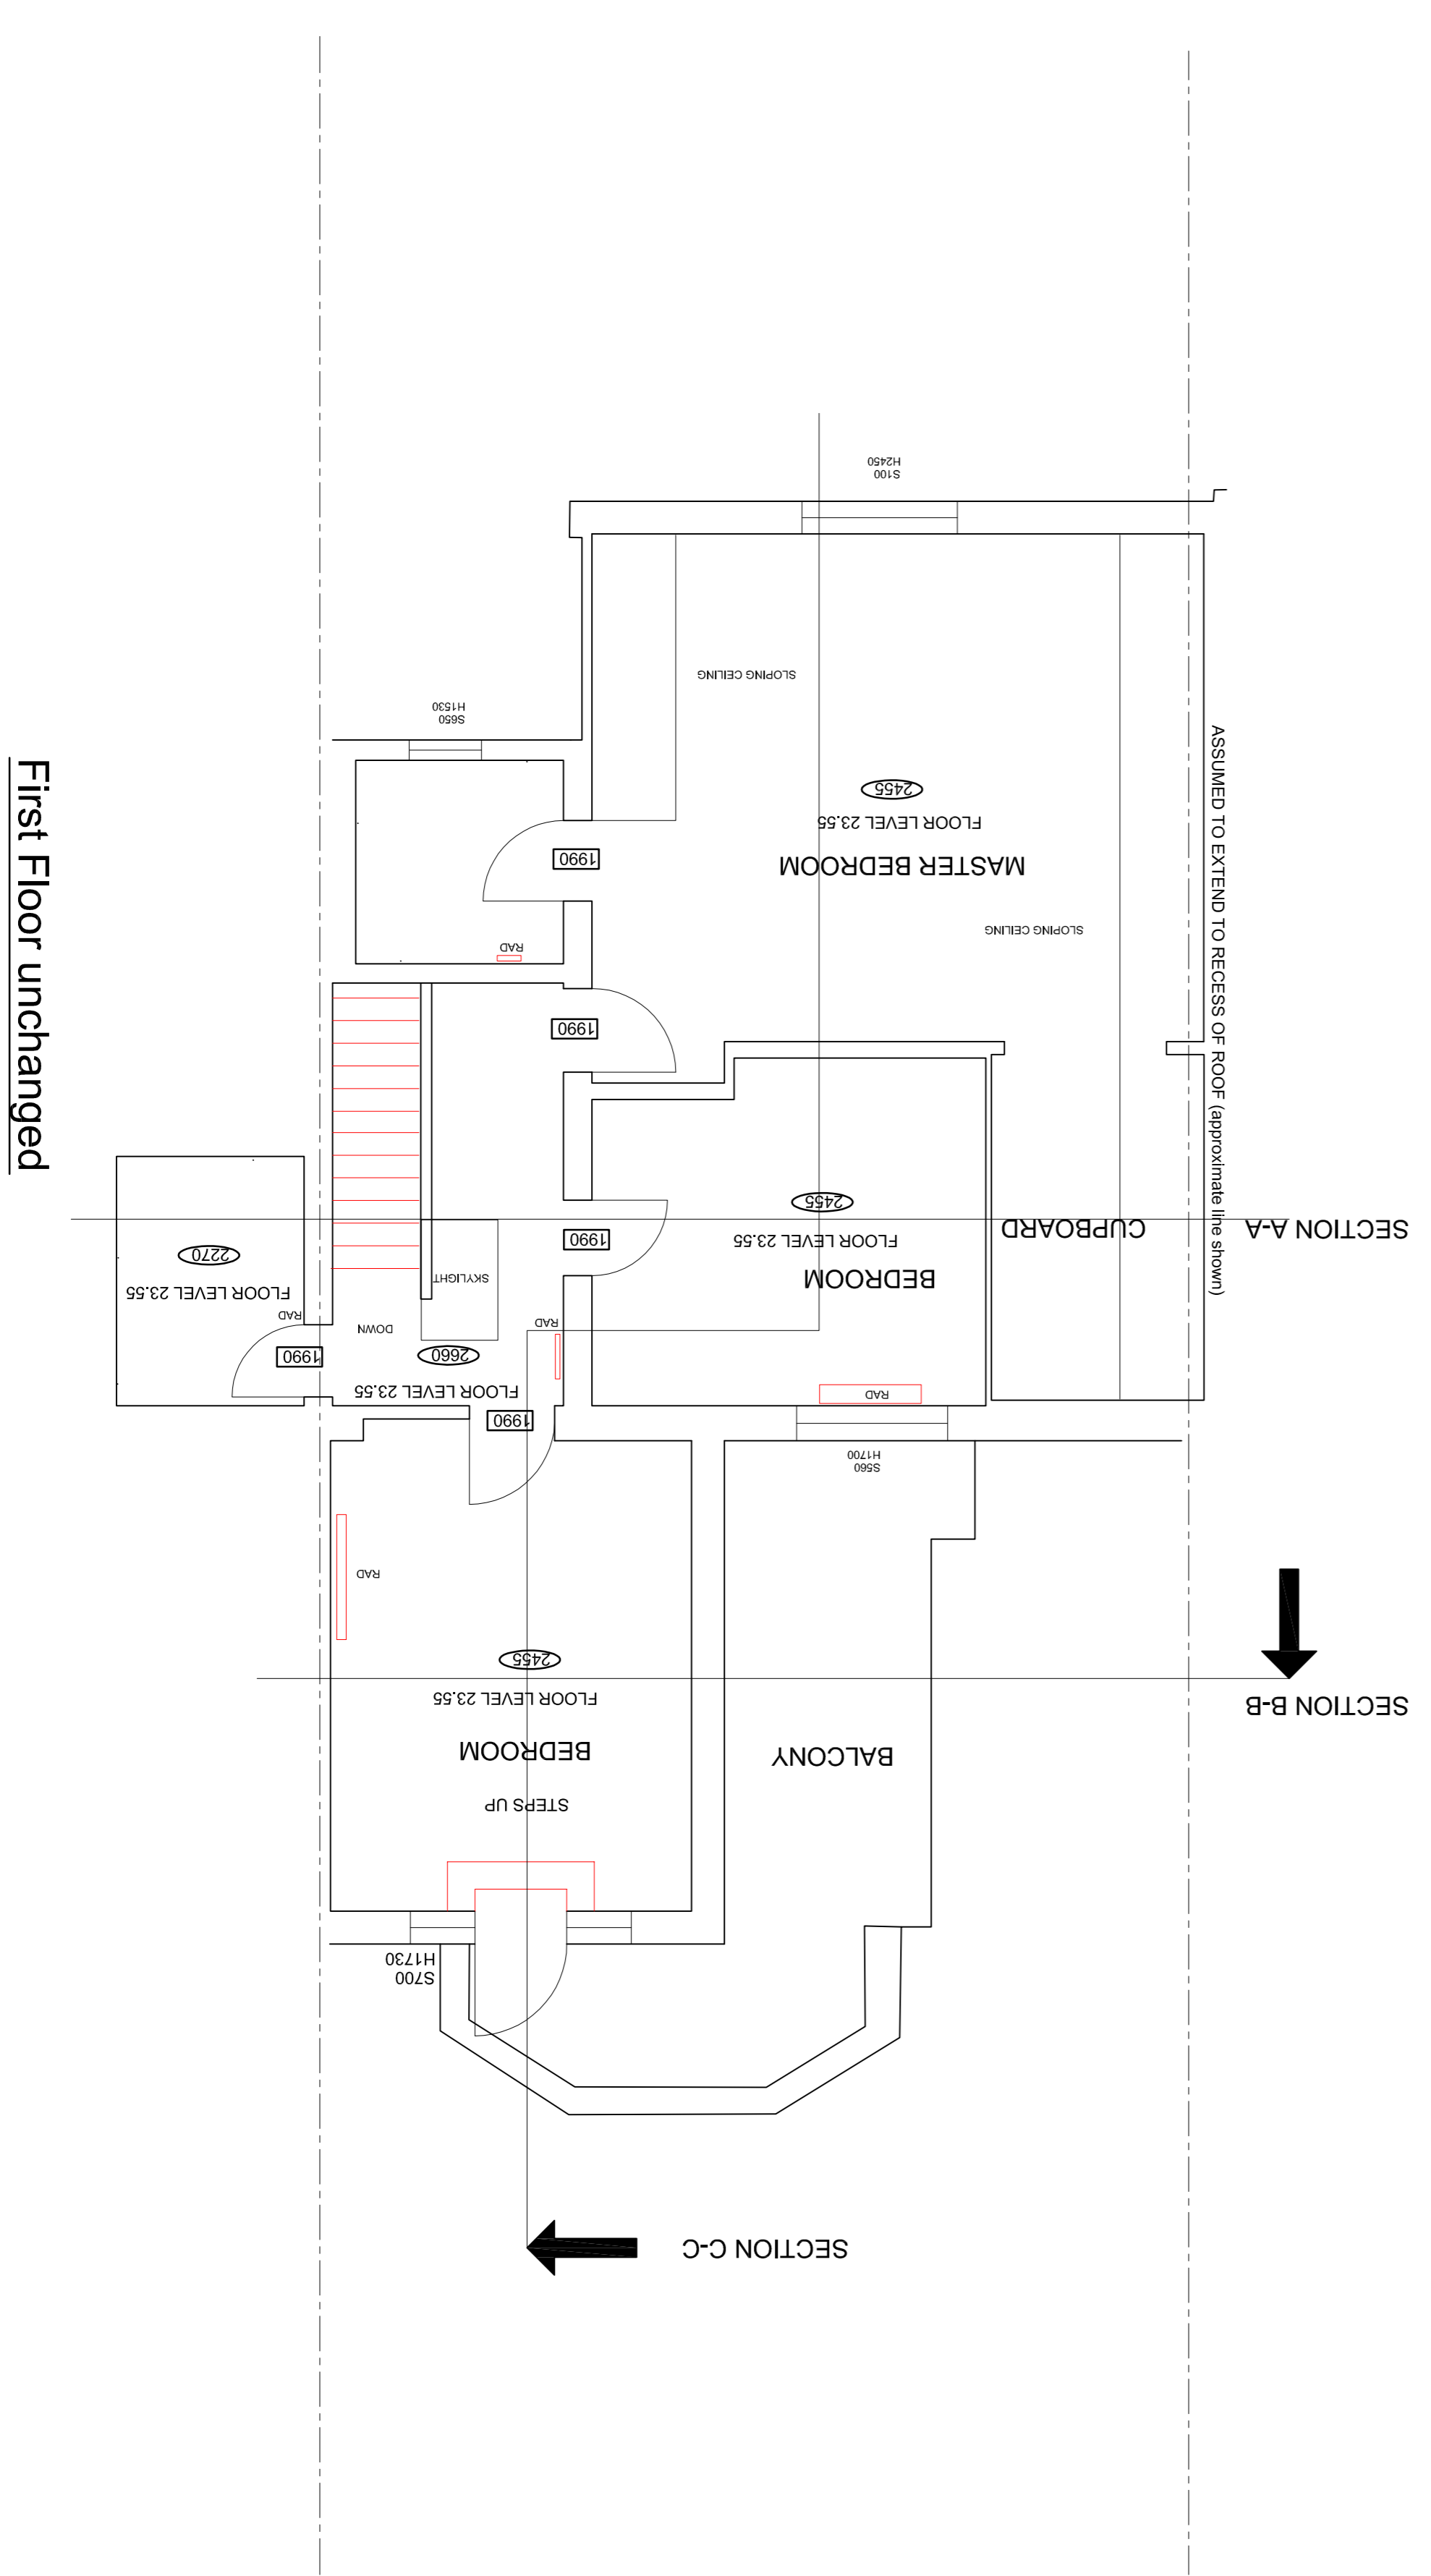 First Floor unchanged
SECTION C-C
S700
H1730
STEPS UP
BEDROOM
FLOOR LEVEL 23.55
2455
BALCONY
SECTION B-B
RAD
S560
H1700
1990
RAD
FLOOR LEVEL 23.55
2660
1990
DOWN
RAD
RAD
FLOOR LEVEL 23.55
2270
SKYLIGHT
BEDROOM
FLOOR LEVEL 23.55
2455
1990
CUPBOARD
SECTION A-A
ASSUMED TO EXTEND TO RECESS OF ROOF (approximate line shown)
1990
RAD
SLOPING CEILING
MASTER BEDROOM
FLOOR LEVEL 23.55
2455
1990
S650
H1530
SLOPING CEILING
S100
H2450